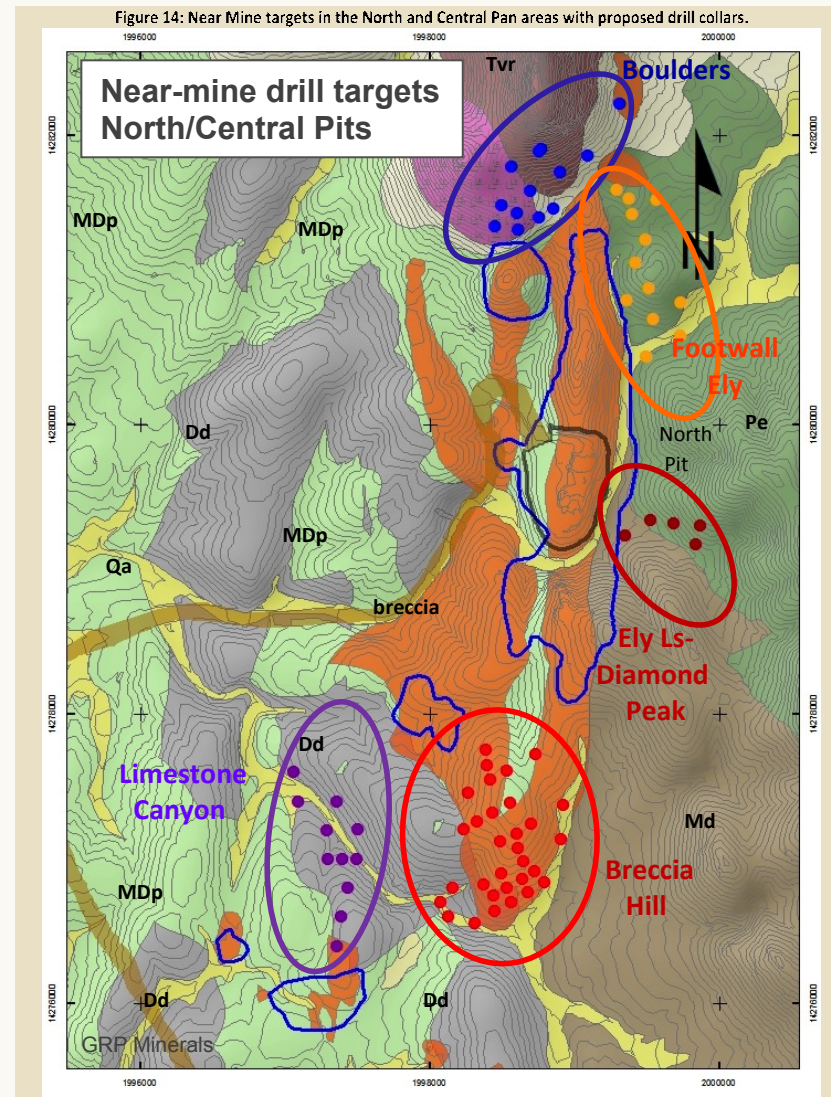 Figure 14: Near Mine targets in the North and Central Pan areas with proposed drill collars.
1996000
1998000
2000000
Near-mine drill targets
North/Central Pits
Tvr
Boulders
14282000
14282000
MDp
MDp
N
Footwall
Ely
14280000
14280000
Dd
North
Pit
Pe
MDp
Qa
breccia
Ely Ls-
Diamond
Peak
14278000
14278000
Dd
Limestone
Canyon
Md
Breccia
Hill
MDp
14276000
14276000
Dd
Dd
GRP Minerals
1996000
1998000
2000000